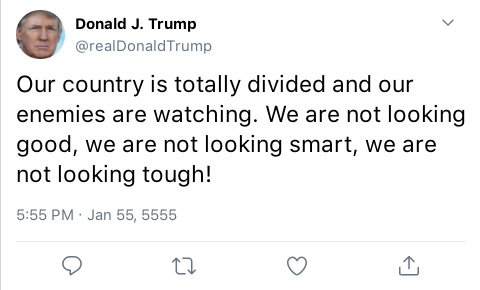 Donald J. Trump
@realDonaldTrump
Our country is totally divided and our
enemies are watching. We are not looking
good, we are not looking smart, we are
not looking tough!
5:55 PM · Jan 55, 5555